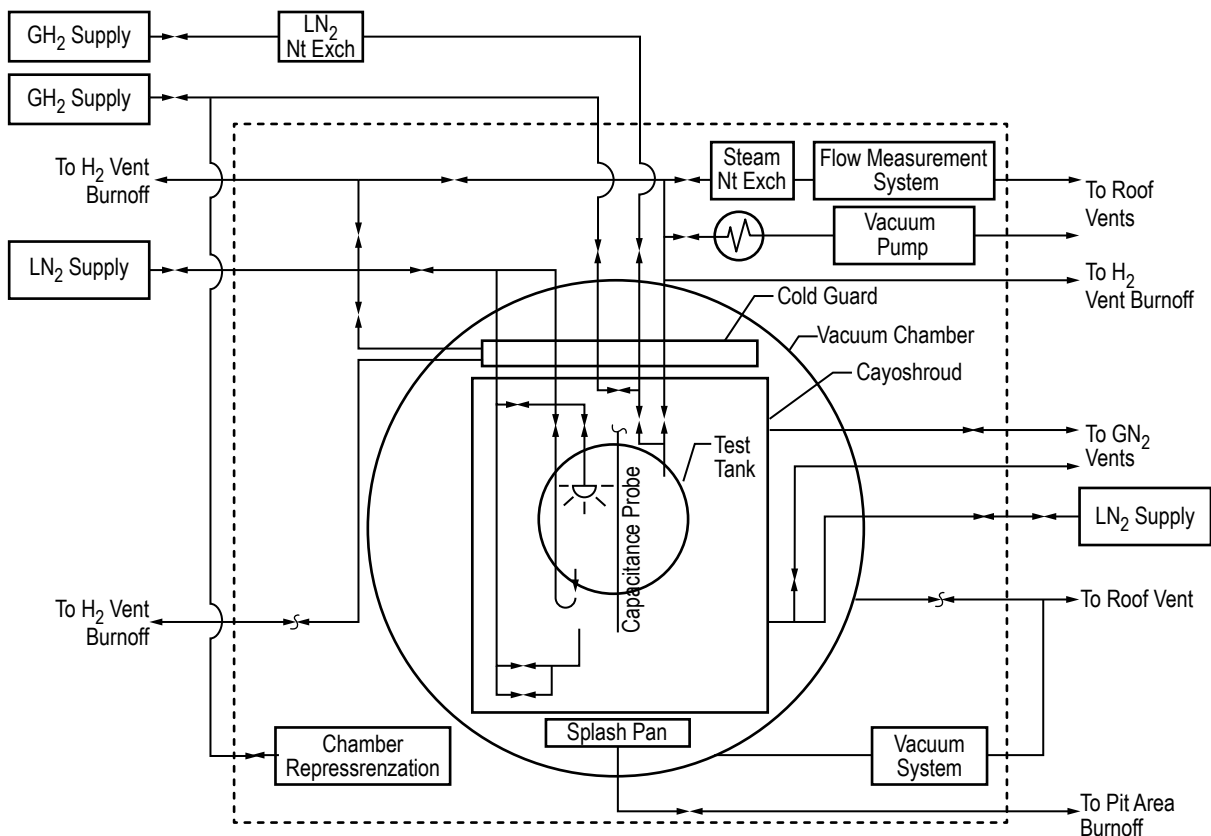 GH₂ Supply
LN₂
Nt Exch
GH₂ Supply
To H₂ Vent
Burnoff
Steam
Nt Exch
Flow Measurement
System
To Roof
Vents
Vacuum
Pump
LN₂ Supply
To H₂
Vent Burnoff
Cold Guard
Vacuum Chamber
Cayoshroud
To GN₂
Vents
Test
Tank
Capacitance Probe
LN₂ Supply
To H₂ Vent
Burnoff
To Roof Vent
Splash Pan
Chamber
Repressrenzation
Vacuum
System
To Pit Area
Burnoff